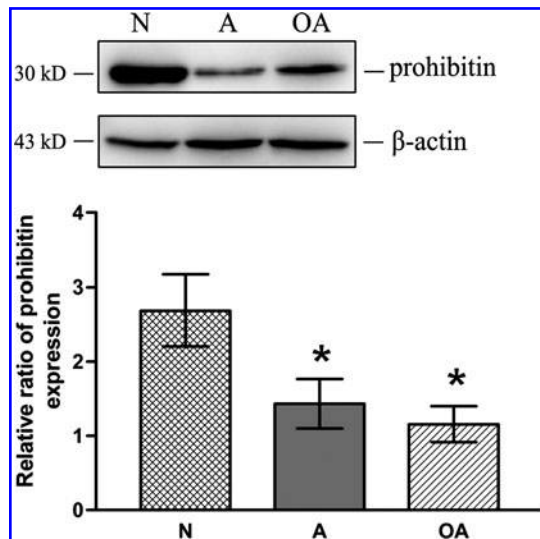 N A OA
30 kD prohibitin
43 kD β-actin
Relative ratio of prohibitin
expression
4
3
2
1
0
* *
N A OA